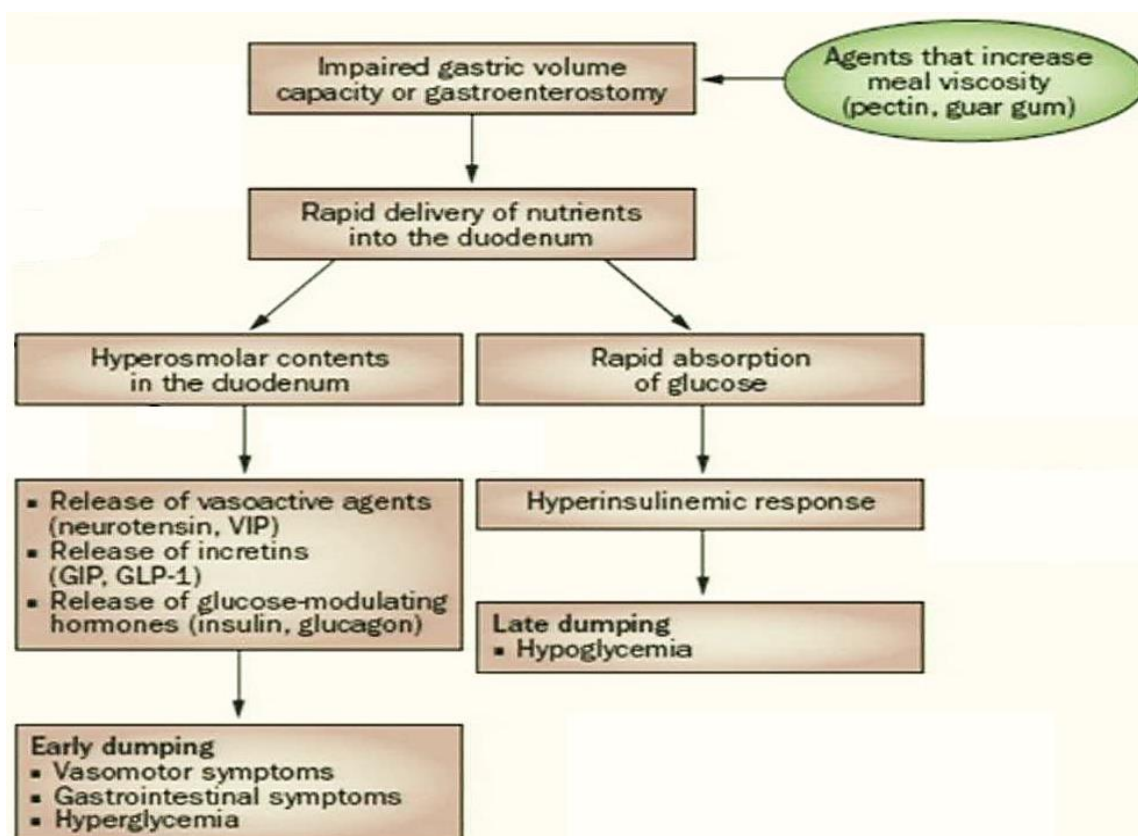 Impaired gastric volume
capacity or gastroenterostomy
Agents that increase
meal viscosity
(pectin, guar gum)
Rapid delivery of nutrients
into the duodenum
Hyperosmolar contents
in the duodenum
Rapid absorption
of glucose
▪ Release of vasoactive agents
(neurotensin, VIP)
▪ Release of incretins
(GIP, GLP-1)
▪ Release of glucose-modulating
hormones (insulin, glucagon)
Hyperinsulinemic response
Late dumping
▪ Hypoglycemia
Early dumping
▪ Vasomotor symptoms
▪ Gastrointestinal symptoms
▪ Hyperglycemia